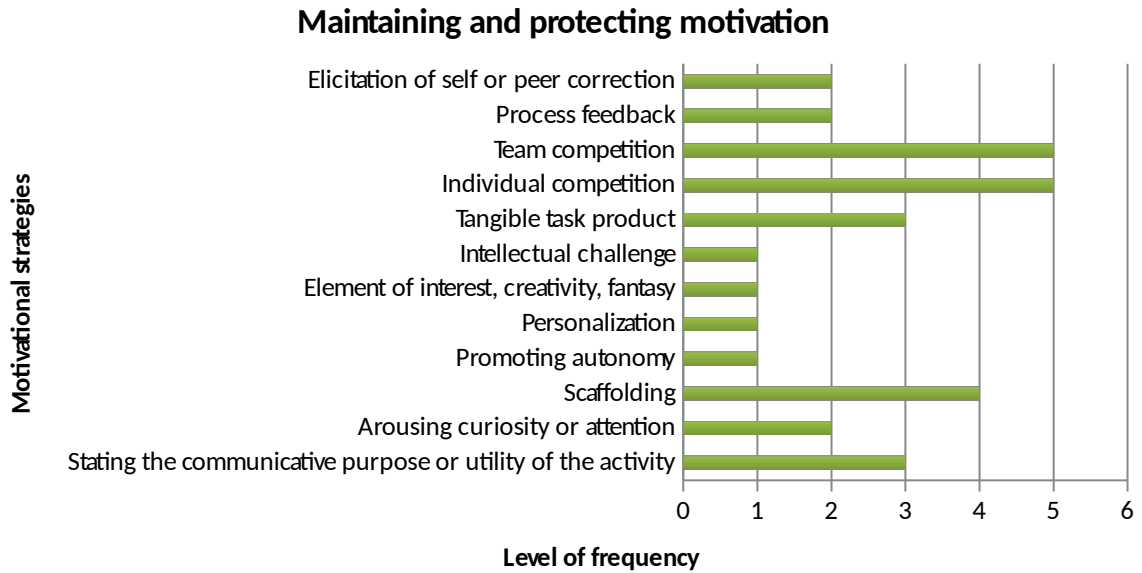 Maintaining and protecting motivation
Motivational strategies
Elicitation of self or peer correction
Process feedback
Team competition
Individual competition
Tangible task product
Intellectual challenge
Element of interest, creativity, fantasy
Personalization
Promoting autonomy
Scaffolding
Arousing curiosity or attention
Stating the communicative purpose or utility of the activity
0 1 2 3 4 5 6
Level of frequency